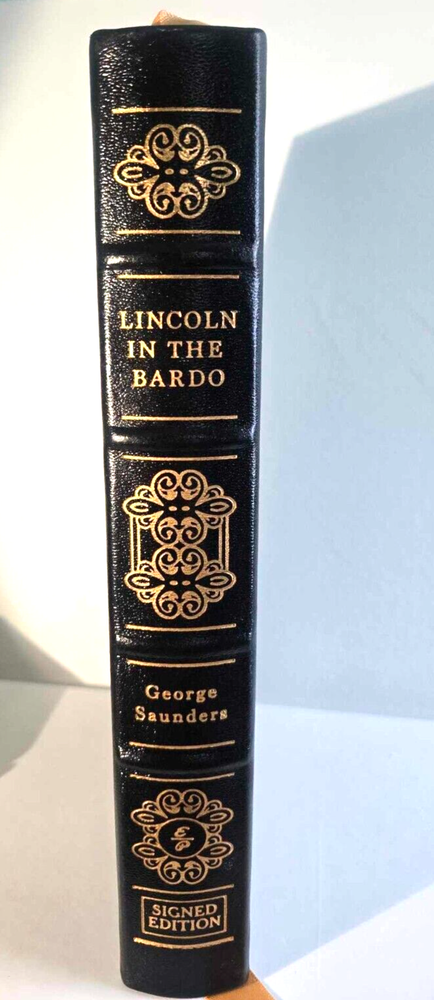 LINCOLN
IN THE
BARDO
George
Saunders
E
P
SIGNED
EDITION